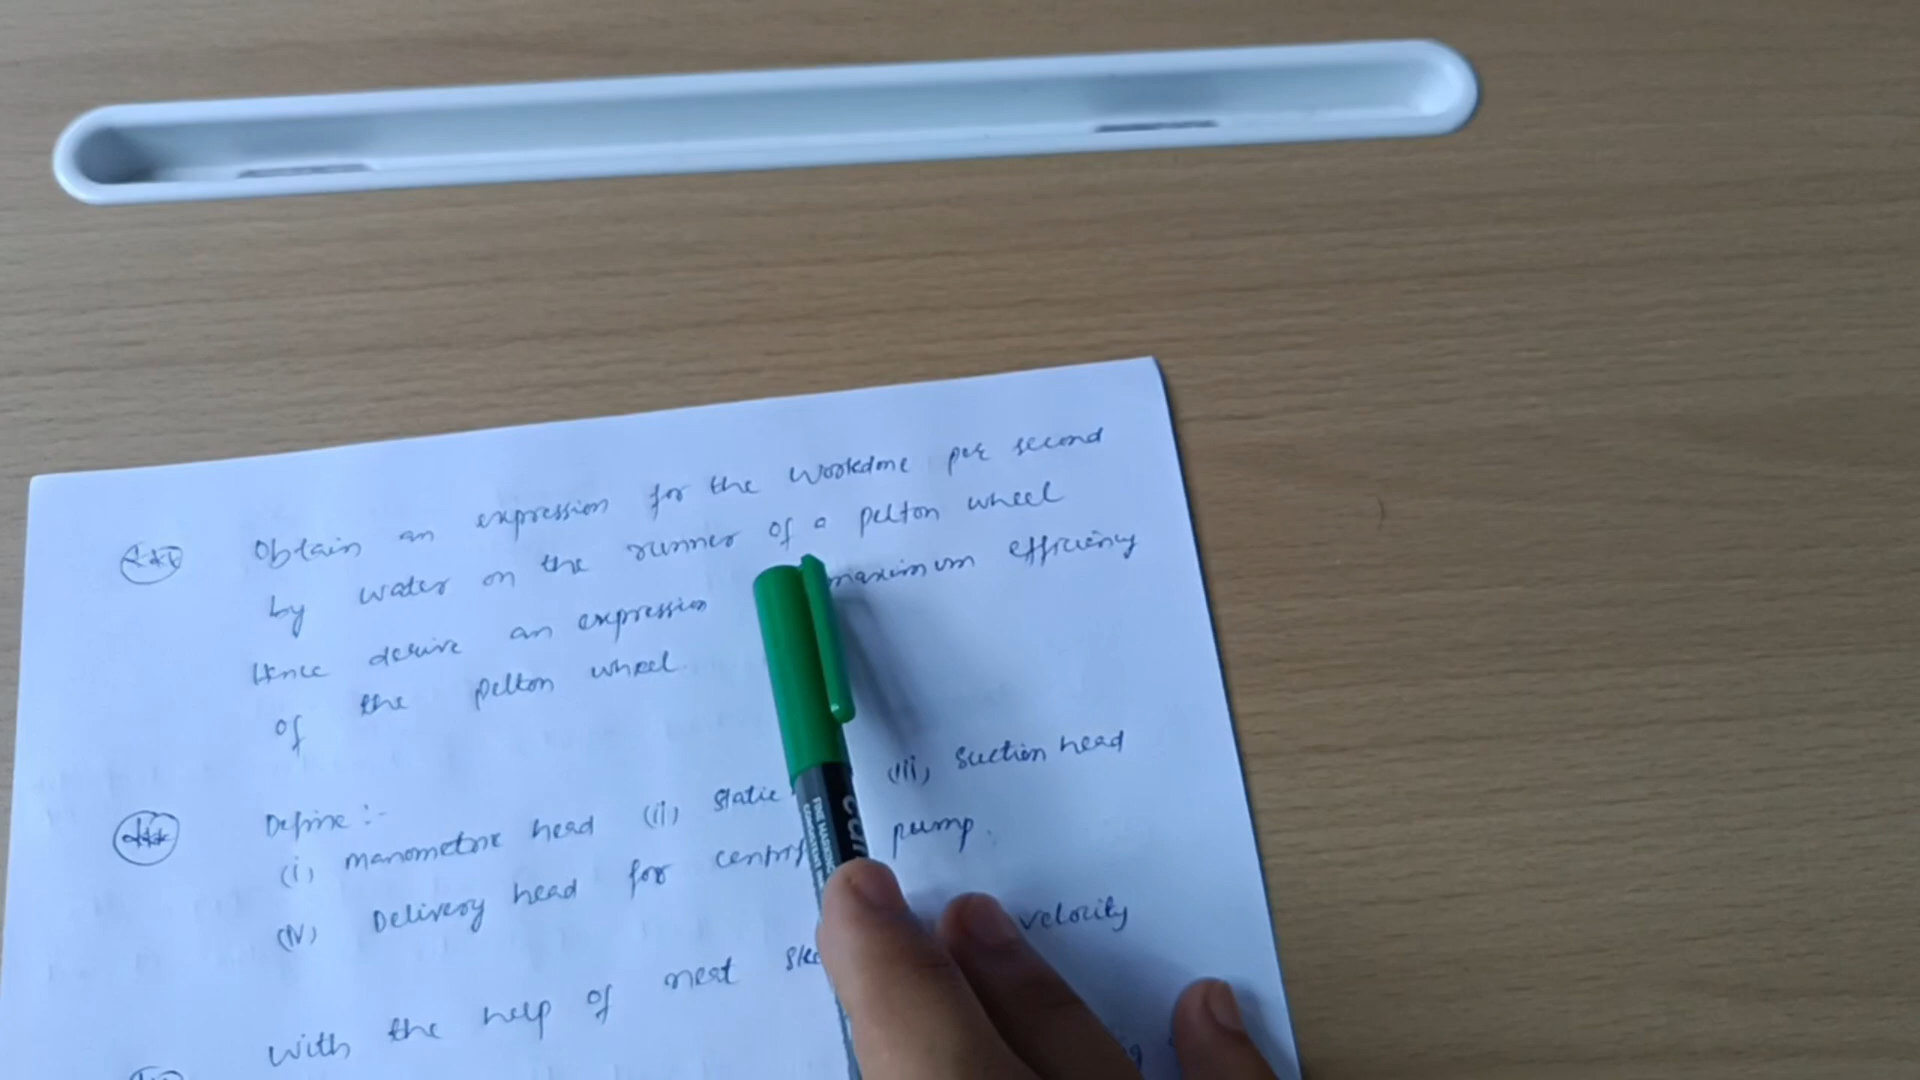 Obtain an expression for the workdone per second
by water on the runner of a pelton wheel
Hence derive an expression maximum efficiency
of the pelton wheel.
Define :-
(i) manometric head (ii) static (iii) suction head
(iv) Delivery head for pump.
With the help of neat velocity